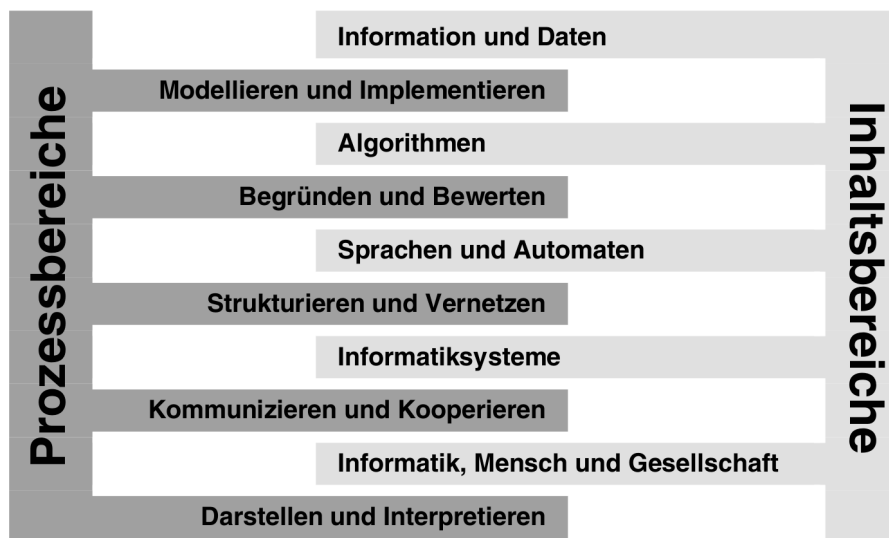 Prozessbereiche
Information und Daten
Modellieren und Implementieren
Algorithmen
Begründen und Bewerten
Sprachen und Automaten
Strukturieren und Vernetzen
Informatiksysteme
Kommunizieren und Kooperieren
Informatik, Mensch und Gesellschaft
Darstellen und Interpretieren
Inhaltsbereiche